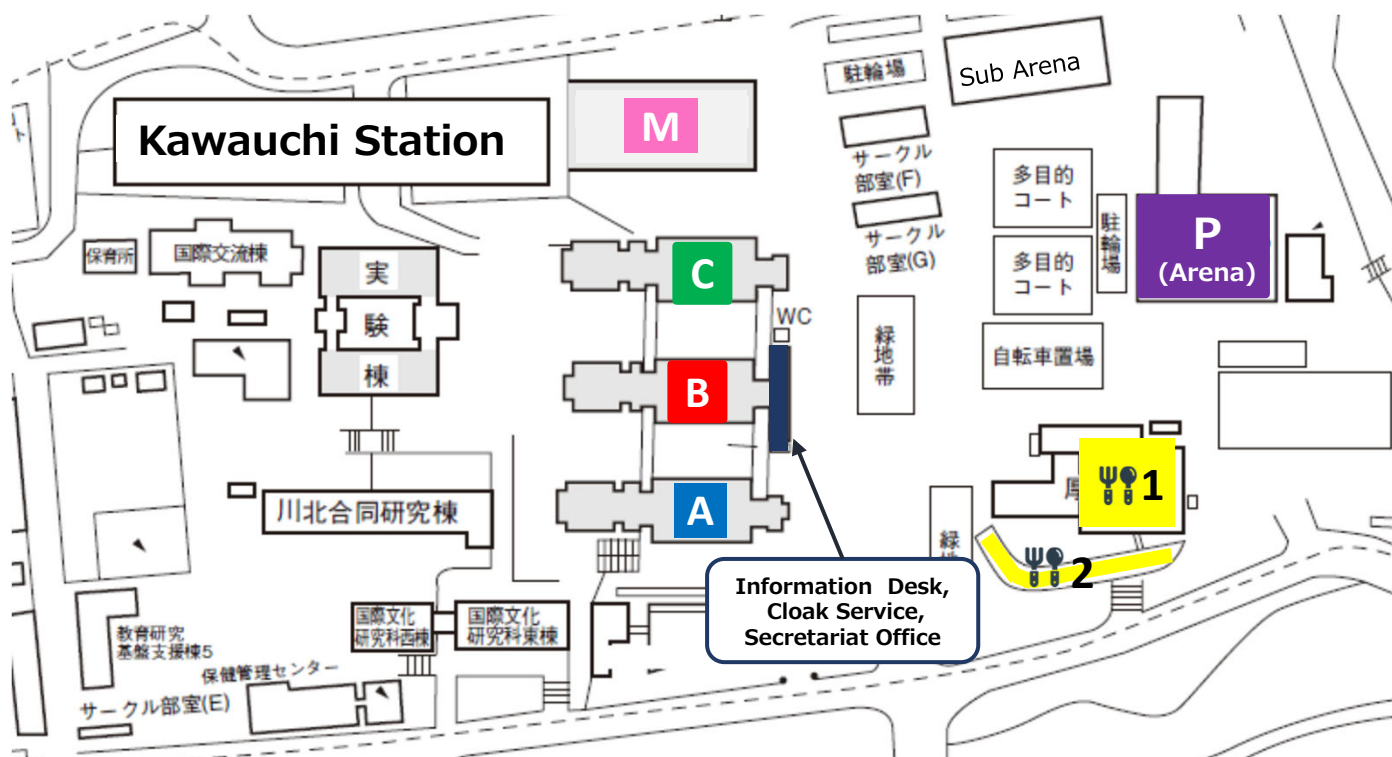 Kawauchi Station
M
駐輪場
Sub Arena
サークル
部室(F)
サークル
部室(G)
多目的
コート
多目的
コート
駐輪場
P
(Arena)
保育所
国際交流棟
実
験
棟
C
WC
B
緑地帯
自転車置場
川北合同研究棟
A
緑
厚
1
2
Information Desk,
Cloak Service,
Secretariat Office
国際文化
研究科西棟
国際文化
研究科東棟
教育研究
基盤支援棟5
保健管理センター
サークル部室(E)